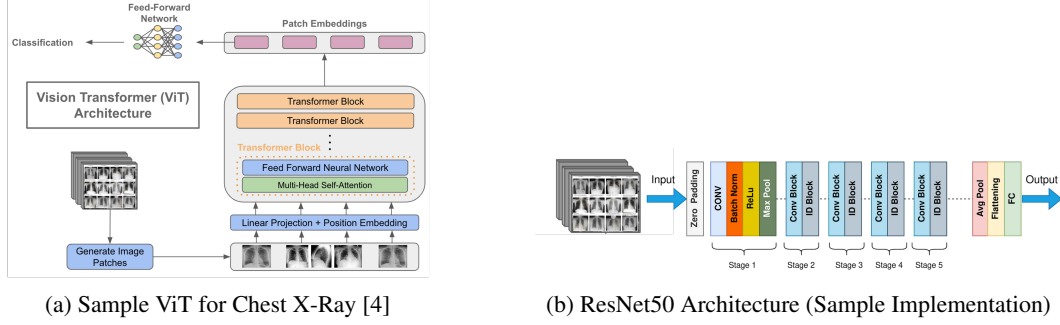 Feed-Forward
Network
Patch Embeddings
Classification
Vision Transformer (ViT)
Architecture
Transformer Block
Transformer Block
Transformer Block
Feed Forward Neural Network
Multi-Head Self-Attention
Linear Projection + Position Embedding
Generate Image
Patches
(a) Sample ViT for Chest X-Ray [4]
Input
Zero Padding
CONV
Batch Norm
ReLu
Max Pool
Conv Block
ID Block
Conv Block
ID Block
Conv Block
ID Block
Conv Block
ID Block
Avg Pool
Flattening
FC
Output
Stage 1
Stage 2
Stage 3
Stage 4
Stage 5
(b) ResNet50 Architecture (Sample Implementation)